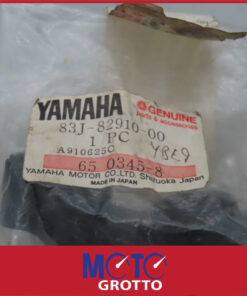 YAMAHA
GENUINE
parts & accessories
83J-82910-00
1 PC
A910625C
YBE9
65 0345-8
YAMAHA MOTOR CO.,LTD. Shizuoka Japan
MADE IN JAPAN
MOTO
GROTTO